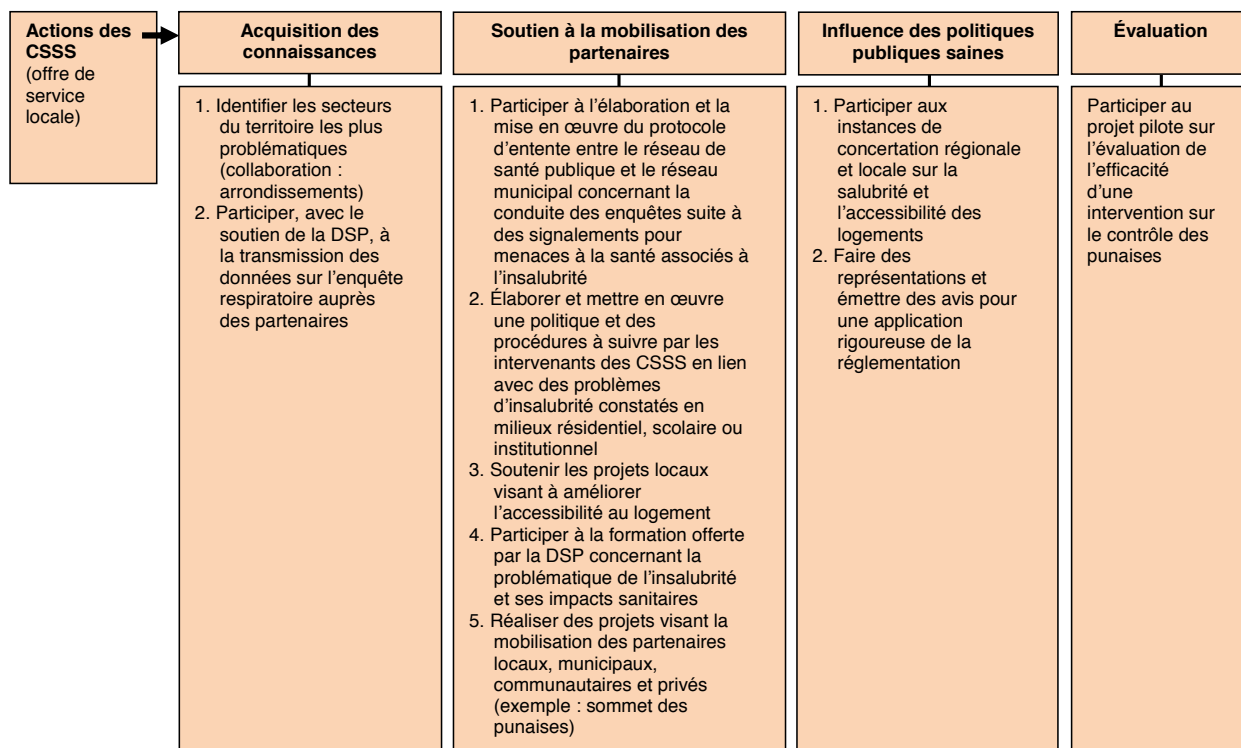 Actions des
CSSS
(offre de
service
locale)
Acquisition des
connaissances
1. Identifier les secteurs
du territoire les plus
problématiques
(collaboration :
arrondissements)
2. Participer, avec le
soutien de la DSP, à
la transmission des
données sur l’enquête
respiratoire auprès
des partenaires
Soutien à la mobilisation des
partenaires
1. Participer à l’élaboration et la
mise en œuvre du protocole
d’entente entre le réseau de
santé publique et le réseau
municipal concernant la
conduite des enquêtes suite à
des signalements pour
menaces à la santé associés à
l’insalubrité
2. Élaborer et mettre en œuvre
une politique et des
procédures à suivre par les
intervenants des CSSS en lien
avec des problèmes
d’insalubrité constatés en
milieux résidentiel, scolaire ou
institutionnel
3. Soutenir les projets locaux
visant à améliorer
l’accessibilité au logement
4. Participer à la formation offerte
par la DSP concernant la
problématique de l’insalubrité
et ses impacts sanitaires
5. Réaliser des projets visant la
mobilisation des partenaires
locaux, municipaux,
communautaires et privés
(exemple : sommet des
punaises)
Influence des politiques
publiques saines
1. Participer aux
instances de
concertation régionale
et locale sur la
salubrité et
l’accessibilité des
logements
2. Faire des
représentations et
émettre des avis pour
une application
rigoureuse de la
réglementation
Évaluation
Participer au
projet pilote sur
l’évaluation de
l’efficacité
d’une
intervention sur
le contrôle des
punaises